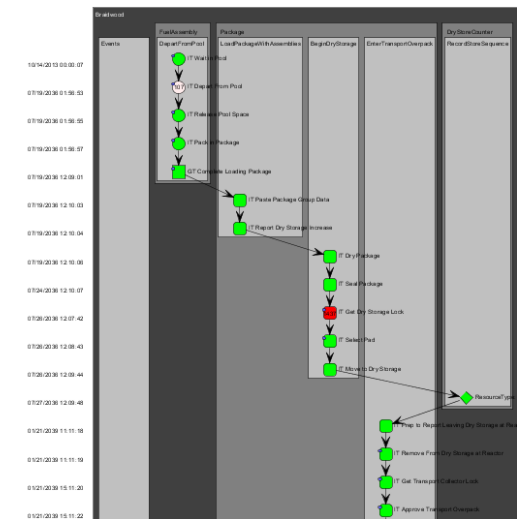 Braidwood
FuelAssembly
Package
DryStoreCounter
Events
DepartFromPool
LoadPackageWithAssemblies
BeginDryStorage
EnterTransportOverpack
RecordStoreSequence
10/14/2013 00:00:07
IT Wait in Pool
07/19/2036 01:56:53
IT Depart From Pool
07/19/2036 01:56:55
IT Release Pool Space
07/19/2036 01:56:57
IT Pack to Package
07/19/2036 12:09:01
GT Complete Loading Package
07/19/2036 12:10:03
IT Paste Package Group Data
07/19/2036 12:10:04
IT Report Dry Storage Increase
07/19/2036 12:10:06
IT Dry Package
07/24/2036 12:10:07
IT Seal Package
07/26/2036 12:07:42
IT Get Dry Storage Lock
07/26/2036 12:08:43
IT Select Pad
07/26/2036 12:09:44
IT Move to Dry Storage
07/27/2036 12:09:48
ResourceType
01/21/2039 11:11:18
IT Prep to Report Leaving Dry Storage at
01/21/2039 11:11:19
IT Remove From Dry Storage at Reactor
01/21/2039 15:11:20
IT Get Transport Lock
01/21/2039 15:11:22
IT Approve Transport Overpack